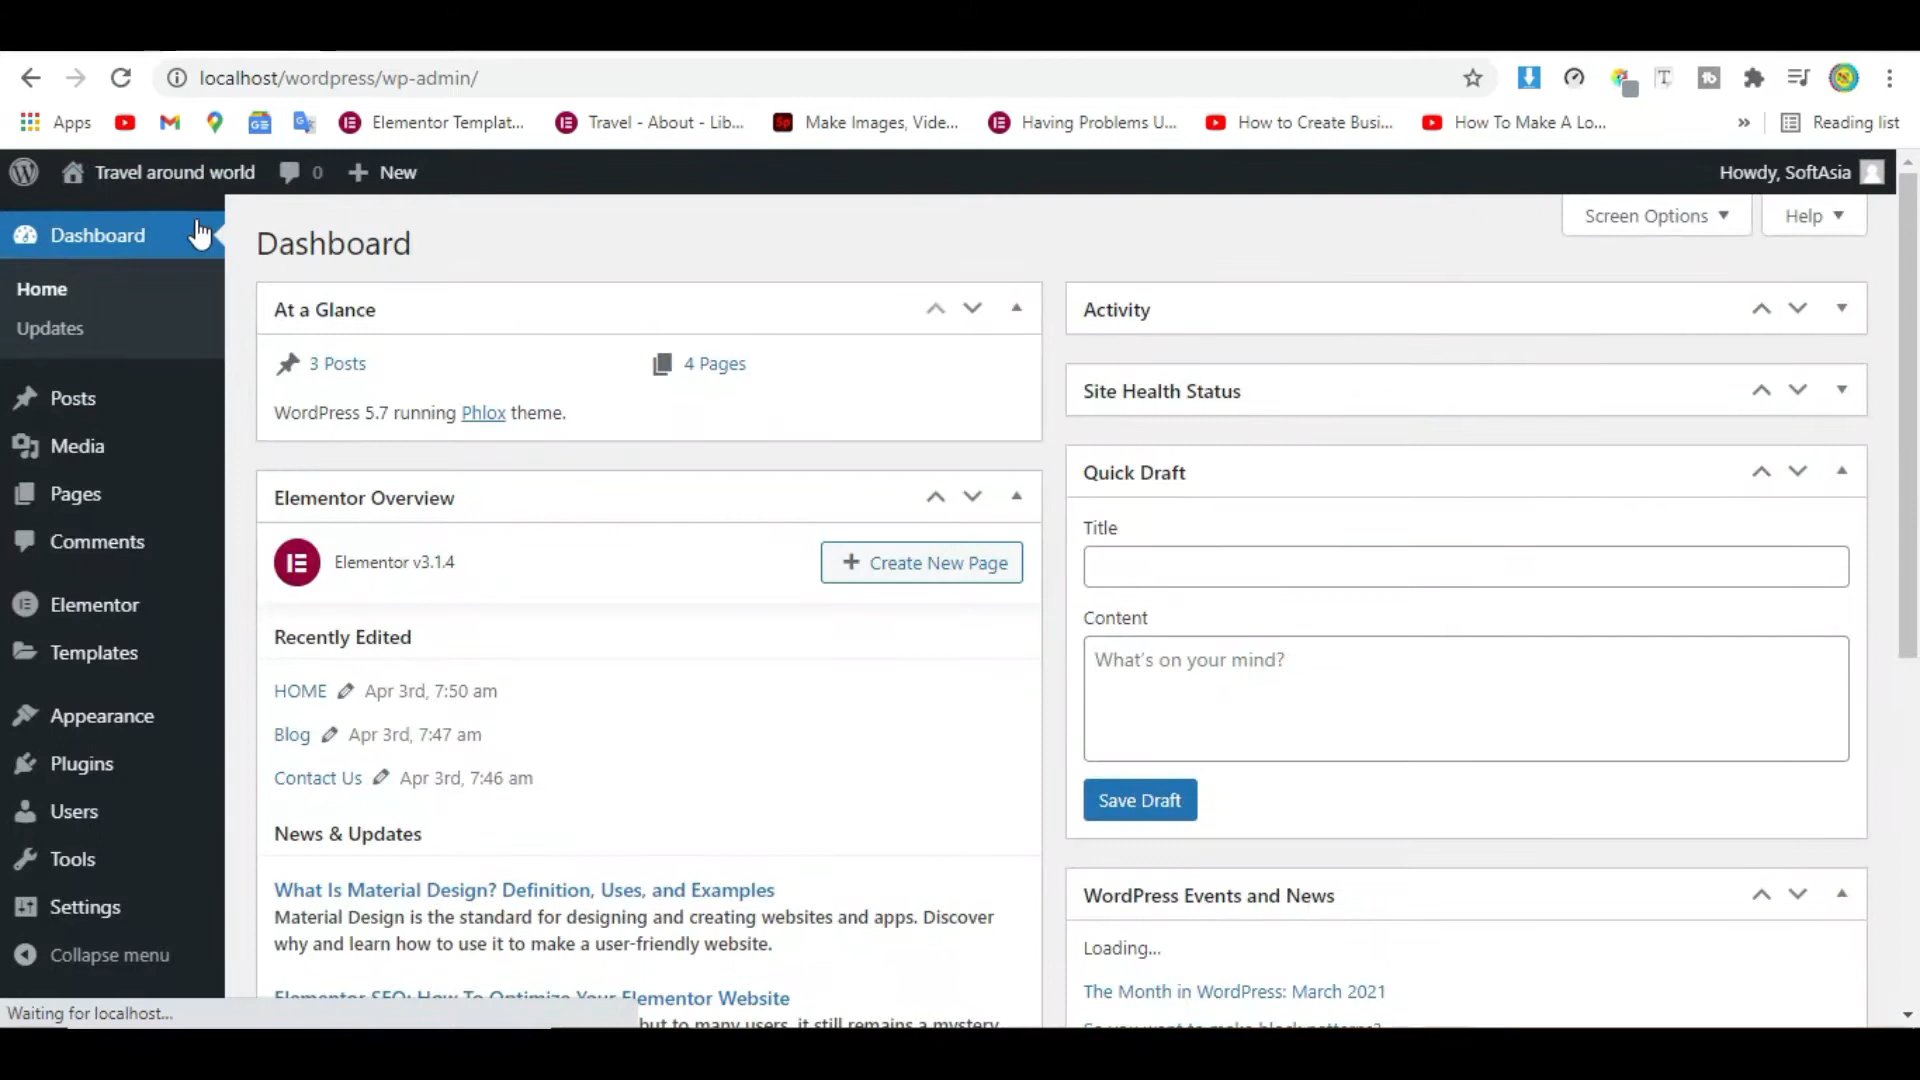 localhost/wordpress/wp-admin/
Apps
Elementor Templat...
Travel - About - Lib...
Make Images, Vide...
Having Problems U...
How to Create Busi...
How To Make A Lo...
»
Reading list
Travel around world
0
+ New
Howdy, SoftAsia
Screen Options
Help
Dashboard
Home
Updates
Posts
Media
Pages
Comments
Elementor
Templates
Appearance
Plugins
Users
Tools
Settings
Collapse menu
Waiting for localhost...
Dashboard
At a Glance
3 Posts
4 Pages
WordPress 5.7 running Phlox theme.
Elementor Overview
Elementor v3.1.4
+ Create New Page
Recently Edited
HOME Apr 3rd, 7:50 am
Blog Apr 3rd, 7:47 am
Contact Us Apr 3rd, 7:46 am
News & Updates
What Is Material Design? Definition, Uses, and Examples
Material Design is the standard for designing and creating websites and apps. Discover
why and learn how to use it to make a user-friendly website.
Elementor SEO: How To Optimize Your Elementor Website
but to many users, it still remains a mystery
Activity
Site Health Status
Quick Draft
Title
Content
What's on your mind?
Save Draft
WordPress Events and News
Loading...
The Month in WordPress: March 2021
So you want to make block patterns?